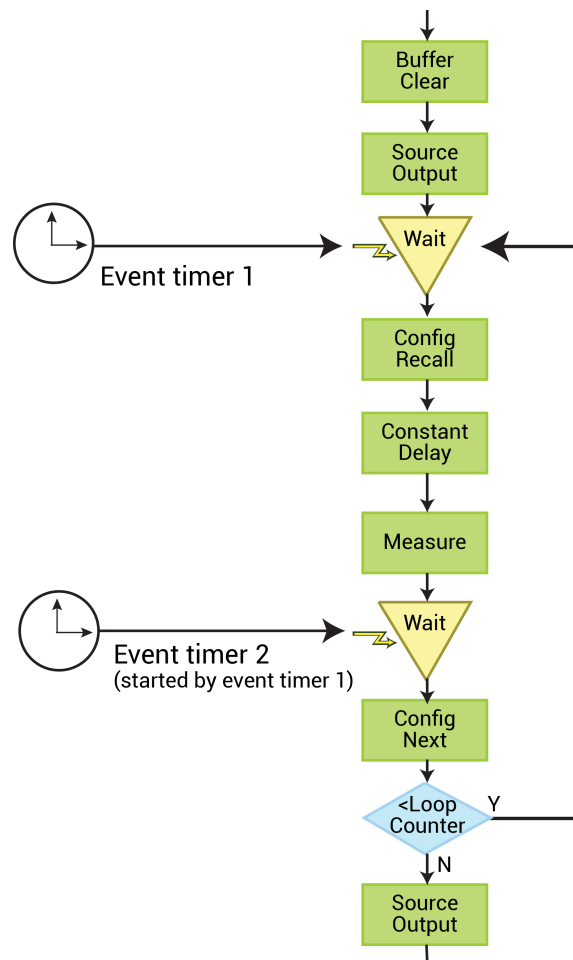 Buffer
Clear
Source
Output
Wait
Event timer 1
Config
Recall
Constant
Delay
Measure
Wait
Event timer 2
(started by event timer 1)
Config
Next
<Loop
Counter
Y
N
Source
Output